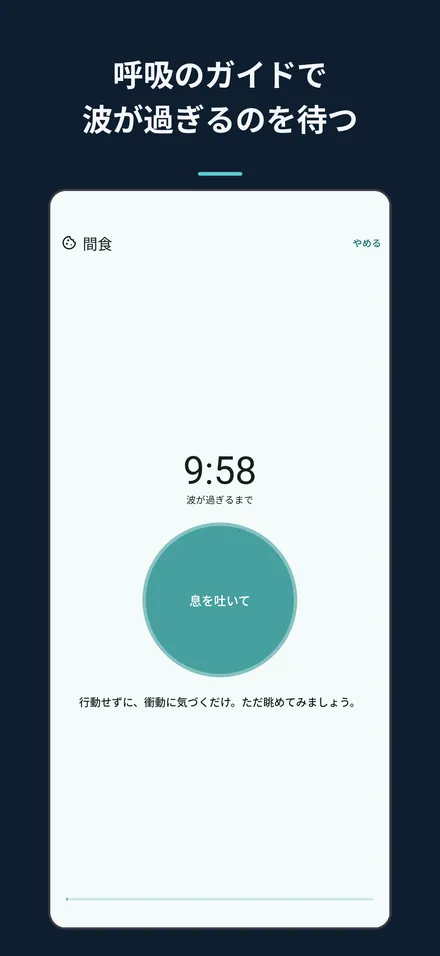 呼吸のガイドで
波が過ぎるのを待つ
間食
やめる
9:58
波が過ぎるまで
息を吐いて
行動せずに、衝動に気づくだけ。ただ眺めてみましょう。